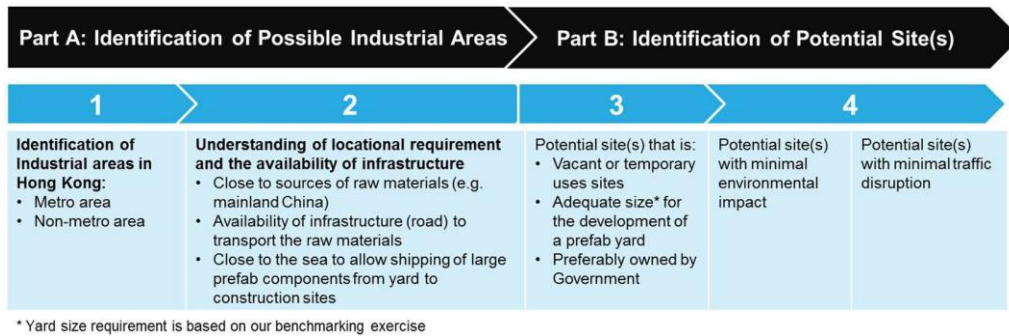 Part A: Identification of Possible Industrial Areas
Part B: Identification of Potential Site(s)
1
2
3
4
Identification of
Industrial areas in
Hong Kong:
• Metro area
• Non-metro area
Understanding of locational requirement
and the availability of infrastructure
• Close to sources of raw materials (e.g.
mainland China)
• Availability of infrastructure (road) to
transport the raw materials
• Close to the sea to allow shipping of large
prefab components from yard to
construction sites
Potential site(s) that is:
• Vacant or temporary
uses sites
• Adequate size* for
the development of
a prefab yard
• Preferably owned by
Government
Potential site(s)
with minimal
environmental
impact
Potential site(s)
with minimal traffic
disruption
* Yard size requirement is based on our benchmarking exercise